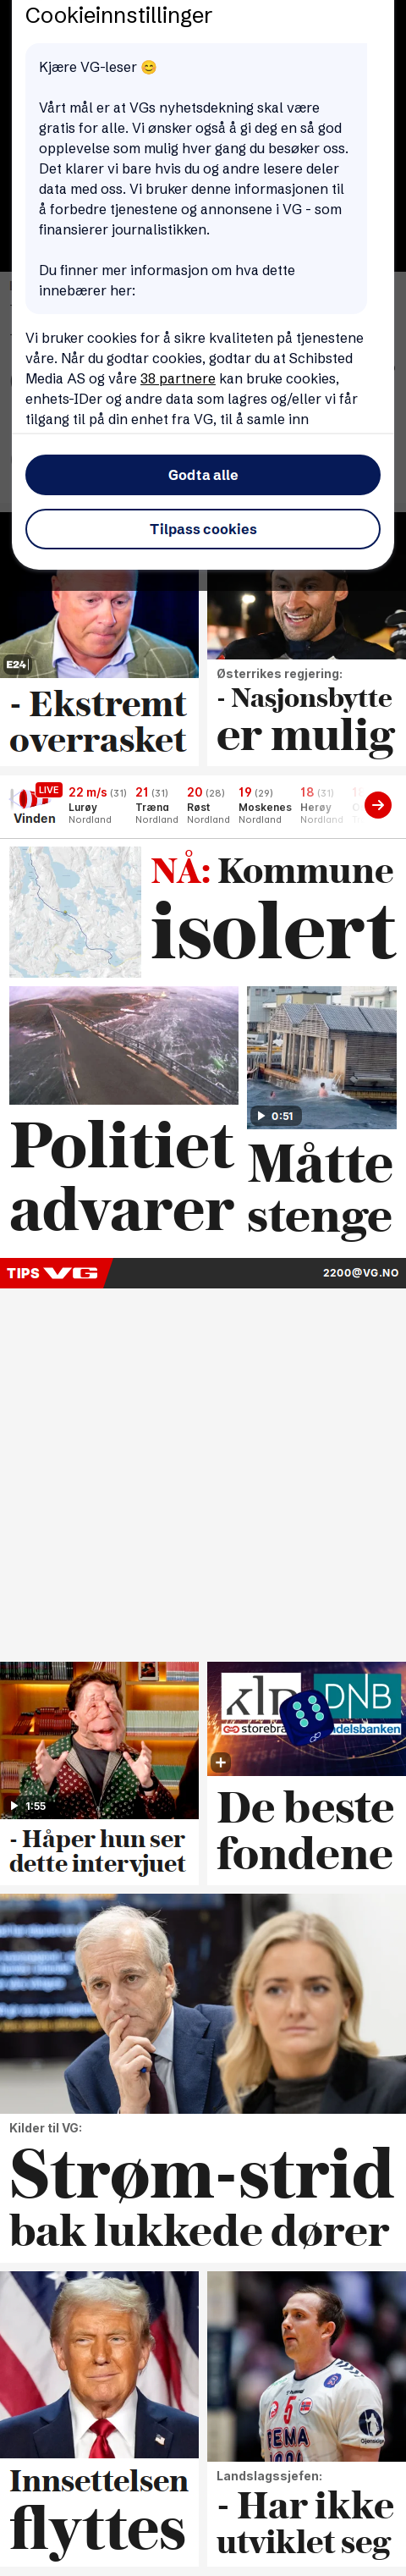 Cookieinnstillinger
Kjære VG-leser 😊
Vårt mål er at VGs nyhetsdekning skal være
gratis for alle. Vi ønsker også å gi deg en så god
opplevelse som mulig hver gang du besøker oss.
Det klarer vi bare hvis du og andre lesere deler
data med oss. Vi bruker denne informasjonen til
å forbedre tjenestene og annonsene i VG - som
finansierer journalistikken.
Du finner mer informasjon om hva dette
innebærer her:
Vi bruker cookies for å sikre kvaliteten på tjenestene
våre. Når du godtar cookies, godtar du at Schibsted
Media AS og våre 38 partnere kan bruke cookies,
enhets-IDer og andre data som lagres og/eller vi får
tilgang til på din enhet fra VG, til å samle inn
Godta alle
Tilpass cookies
E24
- Ekstremt
overrasket
Østerrikes regjering:
- Nasjonsbytte
er mulig
LIVE
Vinden
22 m/s (31)
Lurøy
Nordland
21 (31)
Træna
Nordland
20 (28)
Røst
Nordland
19 (29)
Moskenes
Nordland
18 (31)
Herøy
Nordland
NÅ: Kommune
isolert
Politiet
advarer
0:51
Måtte
stenge
TIPS VG
2200@VG.NO
1:55
- Håper hun ser
dette intervjuet
klp
DNB
storebra
ndelsbanken
De beste
fondene
Kilder til VG:
Strøm-strid
bak lukkede dører
Innsettelsen
flyttes
5
REMA
Gjensidige
Landslagssjefen:
- Har ikke
utviklet seg